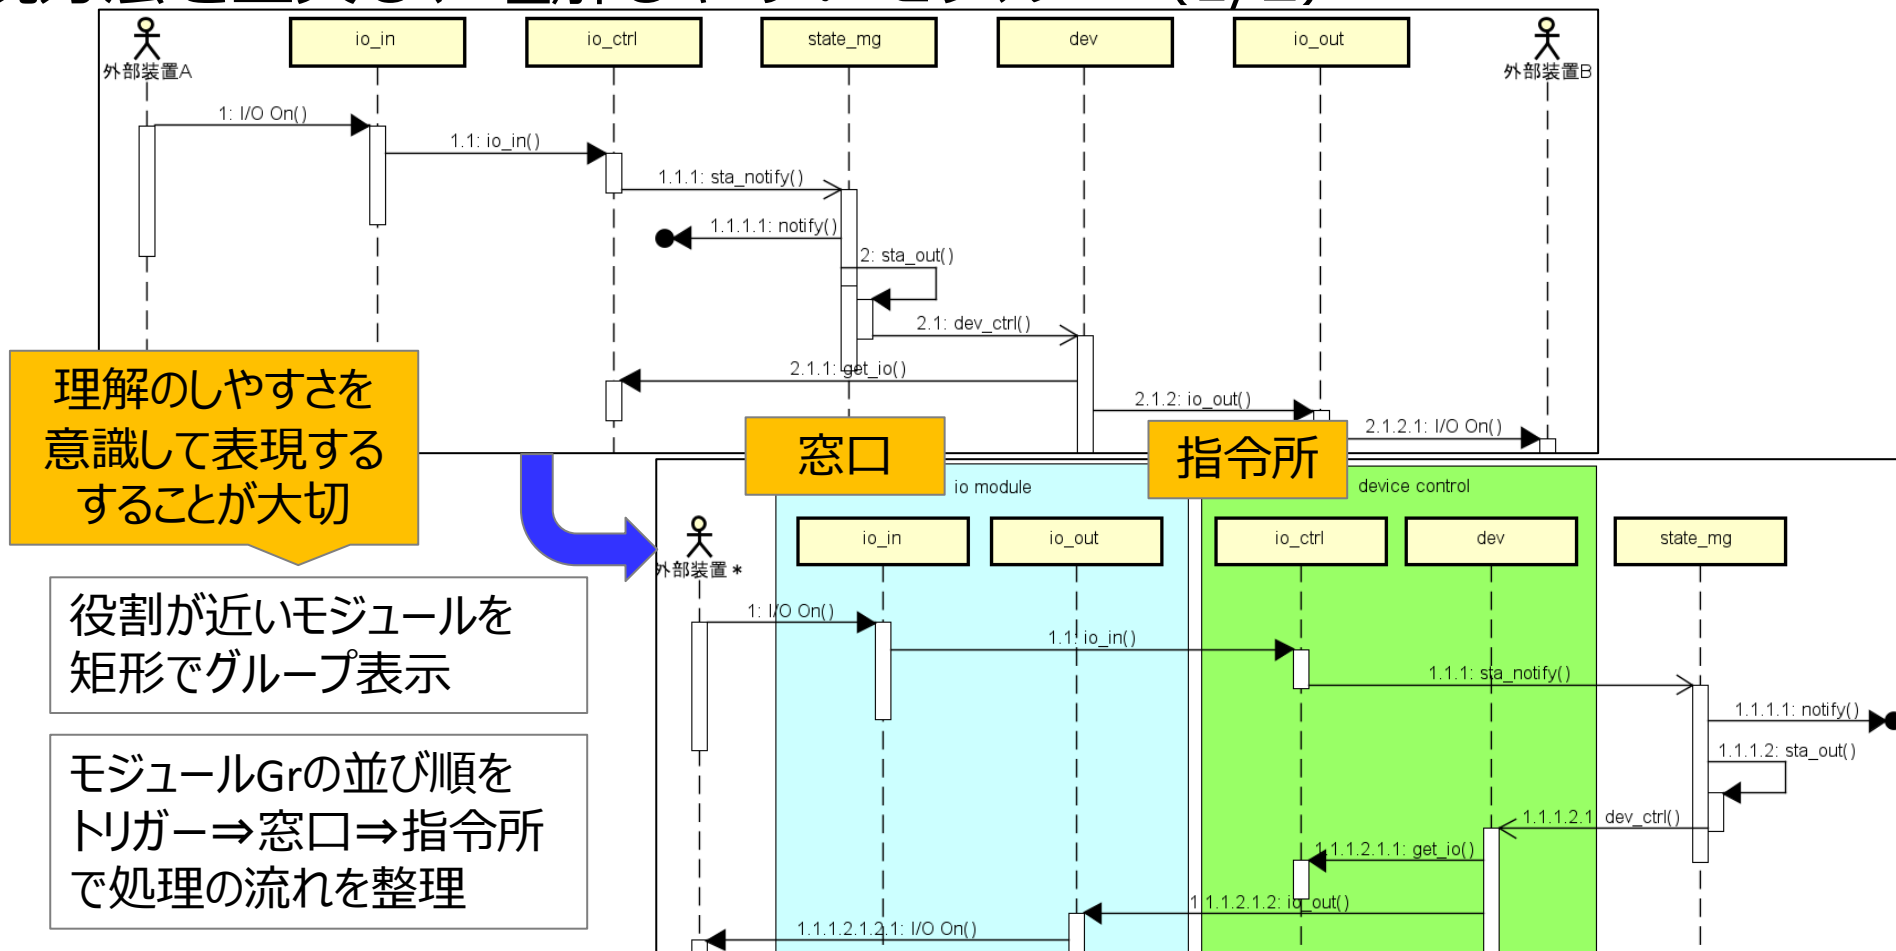 io_in
io_ctrl
state_mg
dev
io_out
外部装置A
外部装置B
1: I/O On()
1.1: io_in()
1.1.1: sta_notify()
1.1.1.1: notify()
2: sta_out()
2.1: dev_ctrl()
2.1.1: get_io()
2.1.2: io_out()
2.1.2.1: I/O On()
理解のしやすさを
意識して表現する
することが大切
窓口
指令所
io module
device control
外部装置*
io_in
io_out
io_ctrl
dev
state_mg
1: I/O On()
1.1: io_in()
1.1.1: sta_notify()
1.1.1.1: notify()
1.1.1.2: sta_out()
1.1.1.2.1: dev_ctrl()
1.1.1.2.1.1: get_io()
1.1.1.2.1.2: io_out()
1.1.1.2.1.2.1: I/O On()
役割が近いモジュールを
矩形でグループ表示
モジュールGrの並び順を
トリガー⇒窓口⇒指令所
で処理の流れを整理